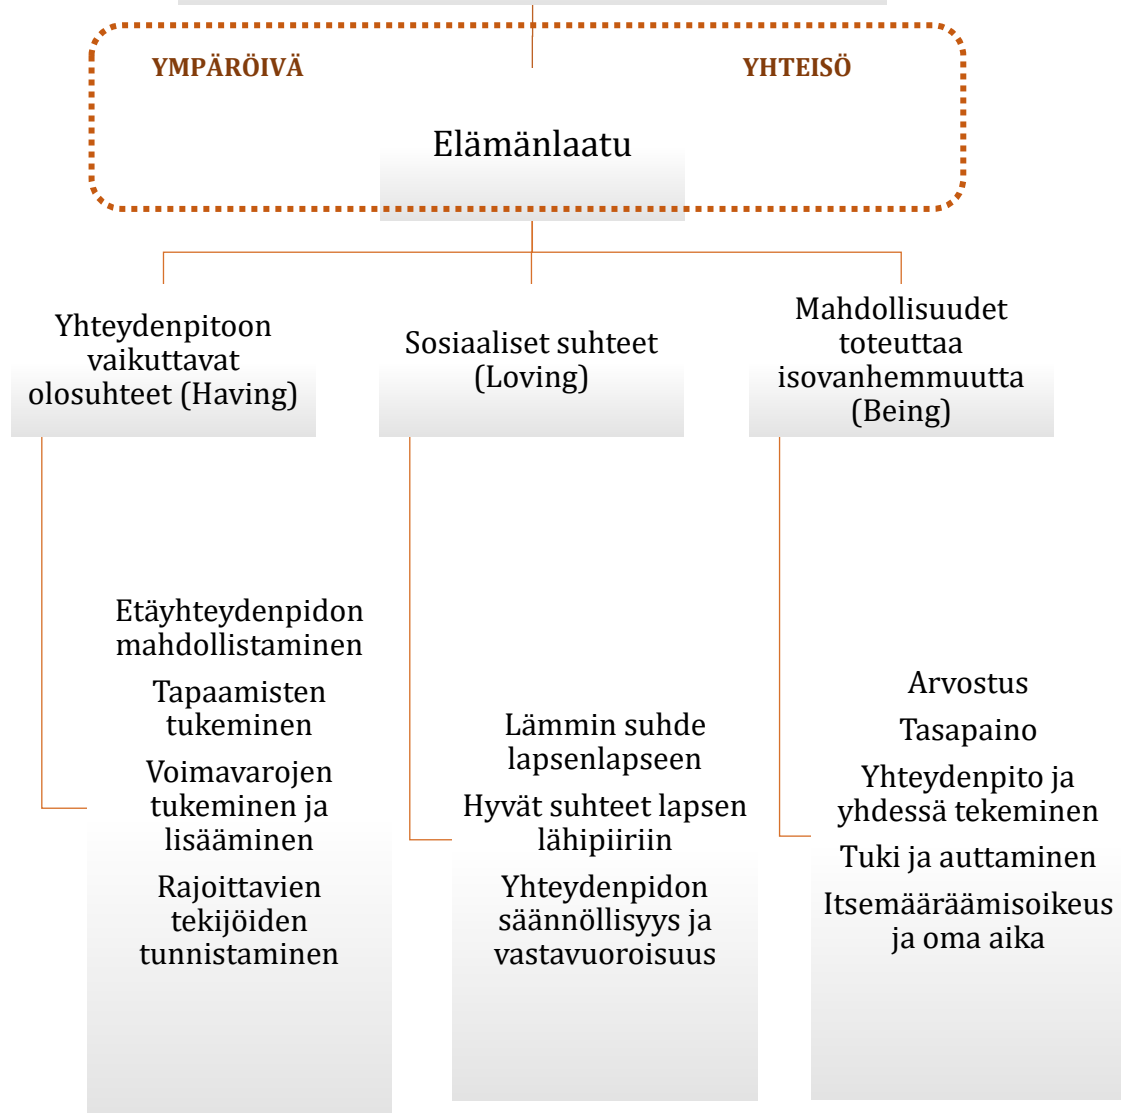 YMPÄRÖIVÄ YHTEISÖ
Elämänlaatu
Yhteydenpitoon
vaikuttavat
olosuhteet (Having)
Sosiaaliset suhteet
(Loving)
Mahdollisuudet
toteuttaa
isovanhemmuutta
(Being)
Etäyhteydenpidon
mahdollistaminen
Tapaamisten
tukeminen
Voimavarojen
tukeminen ja
lisääminen
Rajoittavien
tekijöiden
tunnistaminen
Lämmin suhde
lapsenlapseen
Hyvät suhteet lapsen
lähipiiriin
Yhteydenpidon
säännöllisyys ja
vastavuoroisuus
Arvostus
Tasapaino
Yhteydenpito ja
yhdessä tekeminen
Tuki ja auttaminen
Itsemääräämisoikeus
ja oma aika